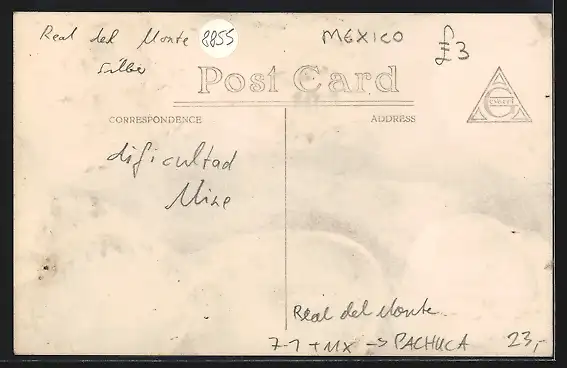 Real del Monte 8855 MEXICO £3
Silber
Post Card
CORRESPONDENCE ADDRESS
dificultad
Mine
Real del Monte
7-1 + MX -> PACHUCA 23,-